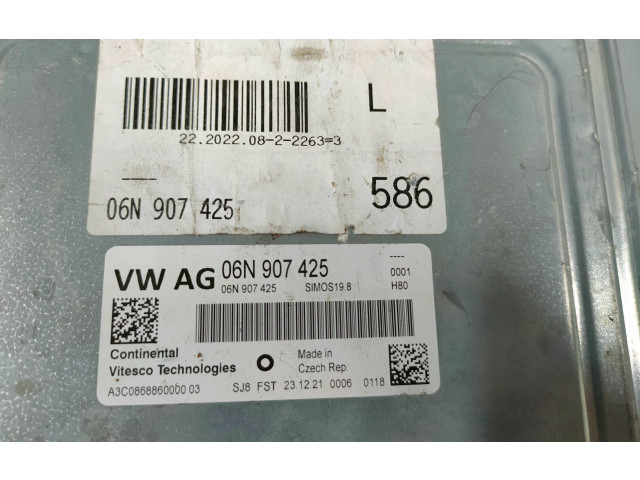 L
22.2022.08-2-2263=3
06N 907 425
586
VW AG 06N 907 425
----
0001
06N 907 425 SIMOS19.8 H80
Continental
Vitesco Technologies
Made in
Czech Rep.
A3C0868860000 03 SJ8 FST 23.12.21 0006 0118